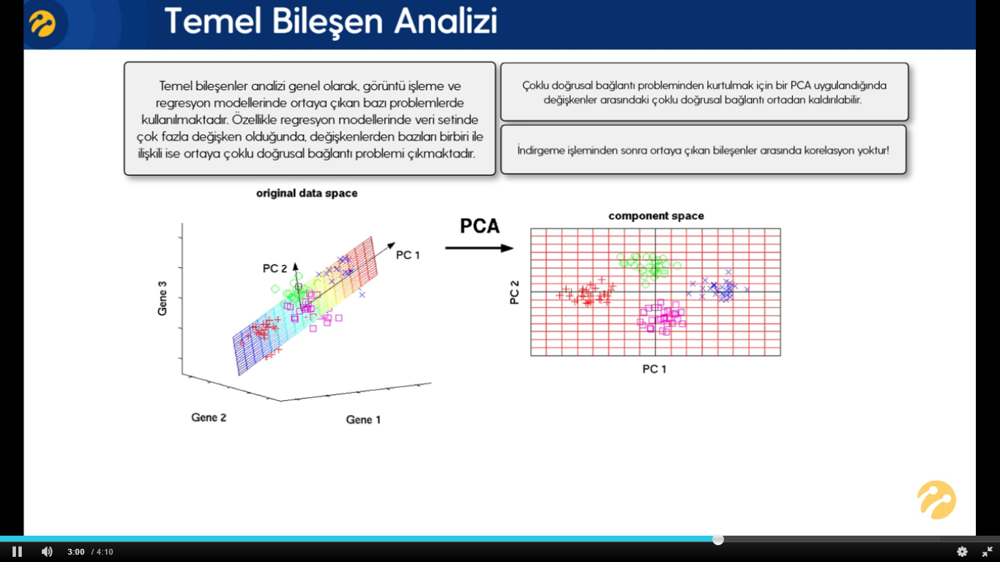 Temel Bileşen Analizi
Temel bileşenler analizi genel olarak, görüntü işleme ve
regresyon modellerinde ortaya çıkan bazı problemlerde
kullanılmaktadır. Özellikle regresyon modellerinde veri setinde
çok fazla değişken olduğunda, değişkenlerden bazıları birbiri ile
ilişkili ise ortaya çoklu doğrusal bağlantı problemi çıkmaktadır.
Çoklu doğrusal bağlantı probleminden kurtulmak için bir PCA uygulandığında
değişkenler arasındaki çoklu doğrusal bağlantı ortadan kaldırılabilir.
İndirgeme işleminden sonra ortaya çıkan bileşenler arasında korelasyon yoktur!
original data space
PC 1
PC 2
Gene 3
Gene 2
Gene 1
PCA
component space
PC 2
PC 1
3:00 / 4:10